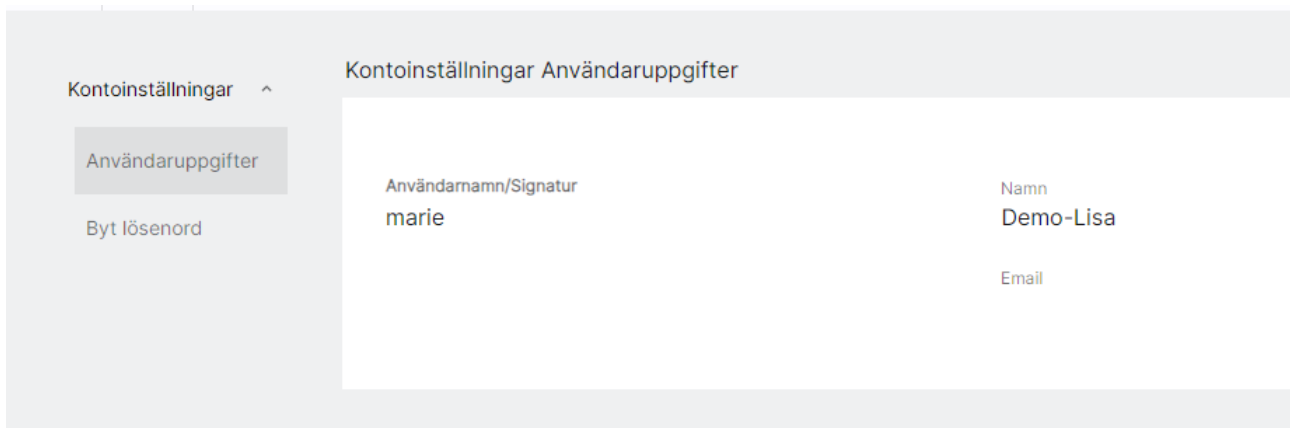 Kontoinställningar
Användaruppgifter
Byt lösenord
Kontoinställningar Användaruppgifter
Användarnamn/Signatur
marie
Namn
Demo-Lisa
Email